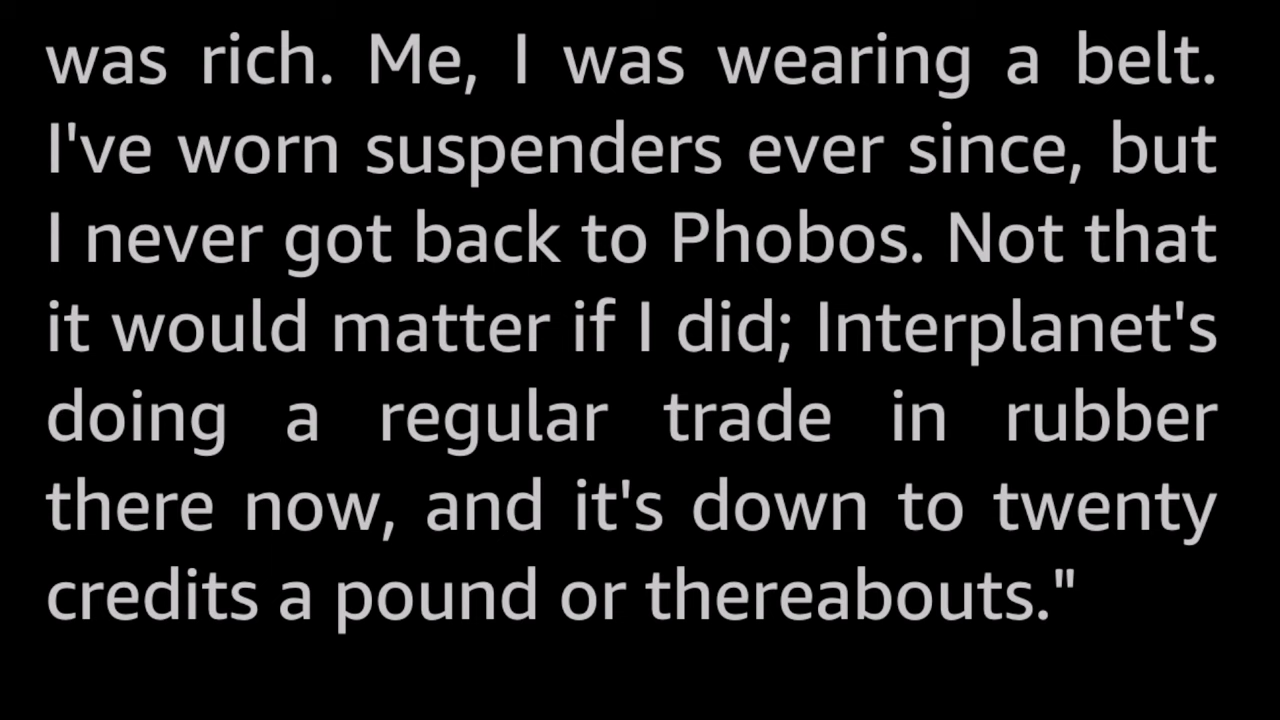 was rich. Me, I was wearing a belt.
I've worn suspenders ever since, but
I never got back to Phobos. Not that
it would matter if I did; Interplanet's
doing a regular trade in rubber
there now, and it's down to twenty
credits a pound or thereabouts."